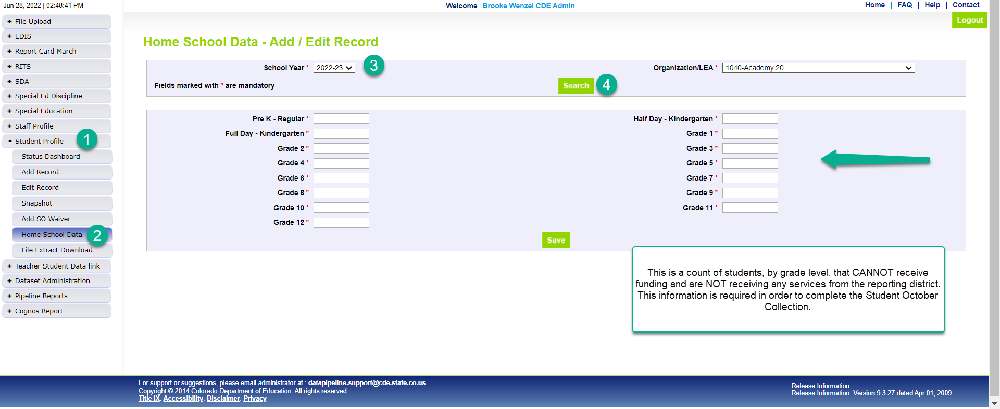 Jun 28, 2022 | 02:48:41 PM
Welcome Brooke Wenzel CDE Admin
Home | FAQ | Help | Contact
Logout
+ File Upload
+ EDIS
+ Report Card March
+ RITS
+ SDA
+ Special Ed Discipline
+ Special Education
+ Staff Profile
- Student Profile 1
Status Dashboard
Add Record
Edit Record
Snapshot
Add SO Waiver
Home School Data 2
File Extract Download
+ Teacher Student Data link
+ Dataset Administration
+ Pipeline Reports
+ Cognos Report
Home School Data - Add / Edit Record
School Year * 2022-23 3 Organization/LEA * 1040-Academy 20
Fields marked with * are mandatory Search 4
Pre K - Regular * Half Day - Kindergarten *
Full Day - Kindergarten * Grade 1 *
Grade 2 * Grade 3 *
Grade 4 * Grade 5 *
Grade 6 * Grade 7 *
Grade 8 * Grade 9 *
Grade 10 * Grade 11 *
Grade 12 *
Save
This is a count of students, by grade level, that CANNOT receive
funding and are NOT receiving any services from the reporting district.
This information is required in order to complete the Student October
Collection.
For support or suggestions, please email administrator at : datapipeline.support@cde.state.co.us.
Copyright © 2014 Colorado Department of Education. All rights reserved.
Title IX. Accessibility. Disclaimer. Privacy
Release Information:
Release Information: Version 9.3.27 dated Apr 01, 2009